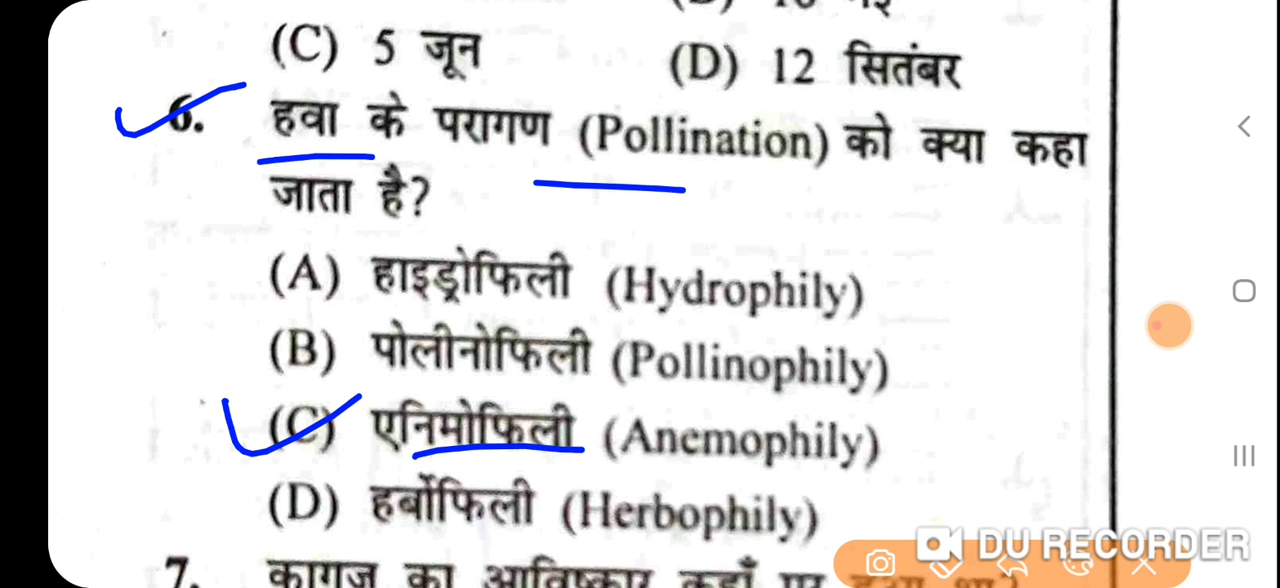 (C) 5 जून (D) 12 सितंबर
6. हवा के परागण (Pollination) को क्या कहा
जाता है?
(A) हाइड्रोफिली (Hydrophily)
(B) पोलीनोफिली (Pollinophily)
(C) एनिमोफिली (Anemophily)
(D) हर्बोफिली (Herbophily)
DU RECORDER
7. कागज का आविष्कार कहाँ पर